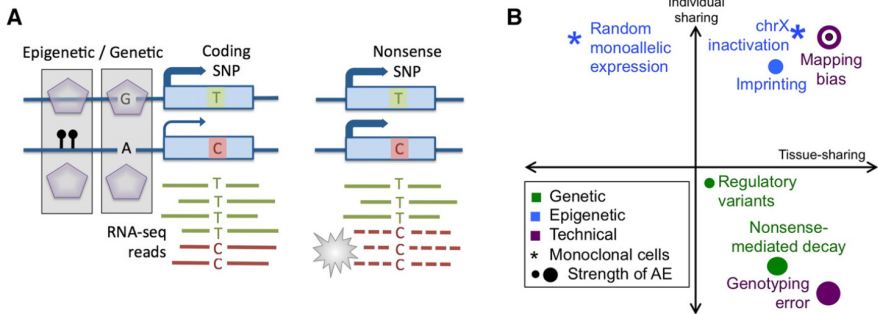 A
Epigenetic / Genetic
Coding
SNP
Nonsense
SNP
G
T
T
A
C
C
T
T
T
T
C
C
RNA-seq
reads
T
T
T
C
C
C
B
Individual
sharing
Random
monoallelic
expression
*
chrX
inactivation
*
Mapping
bias
Imprinting
Tissue-sharing
Genetic
Epigenetic
Technical
* Monoclonal cells
Strength of AE
Regulatory
variants
Nonsense-
mediated decay
Genotyping
error